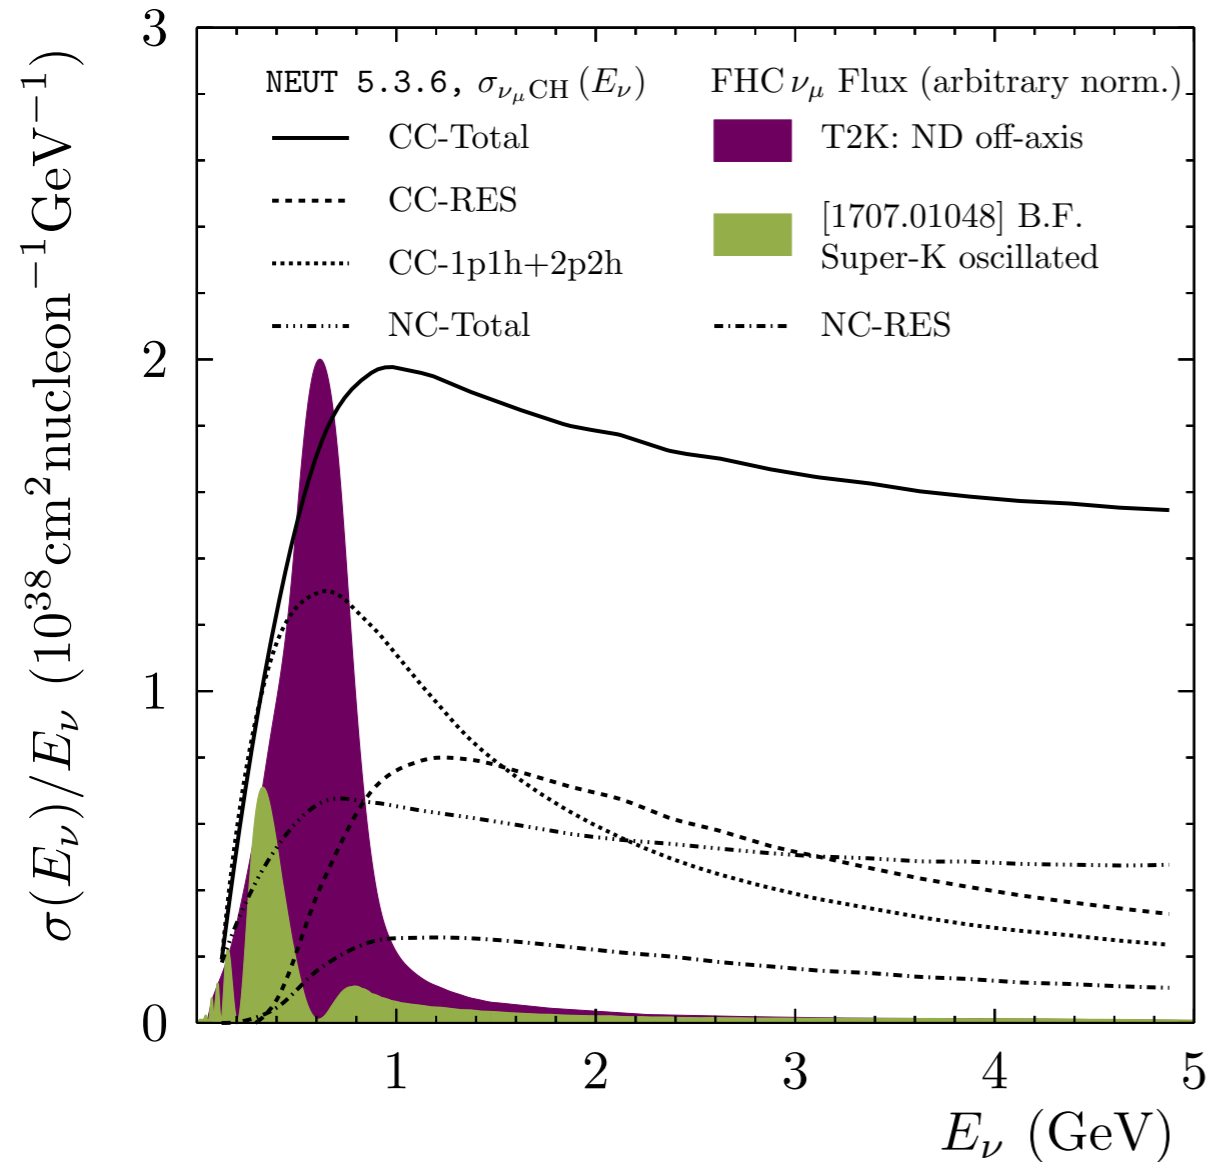 σ(E_ν)/E_ν (10^38 cm^2 nucleon^−1 GeV^−1)
3
2
1
0
NEUT 5.3.6, σ_{ν_μ CH} (E_ν)
CC-Total
CC-RES
CC-1p1h+2p2h
NC-Total
FHC ν_μ Flux (arbitrary norm.)
T2K: ND off-axis
[1707.01048] B.F.
Super-K oscillated
NC-RES
1 2 3 4 5
E_ν (GeV)